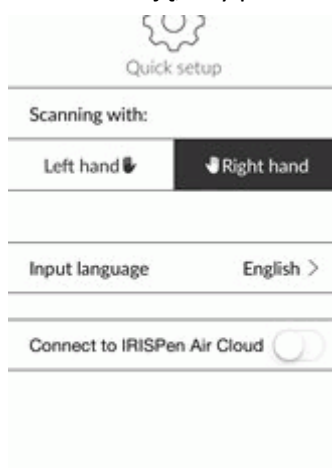 Quick setup
Scanning with:
Left hand Right hand
Input language English >
Connect to IRISPen Air Cloud